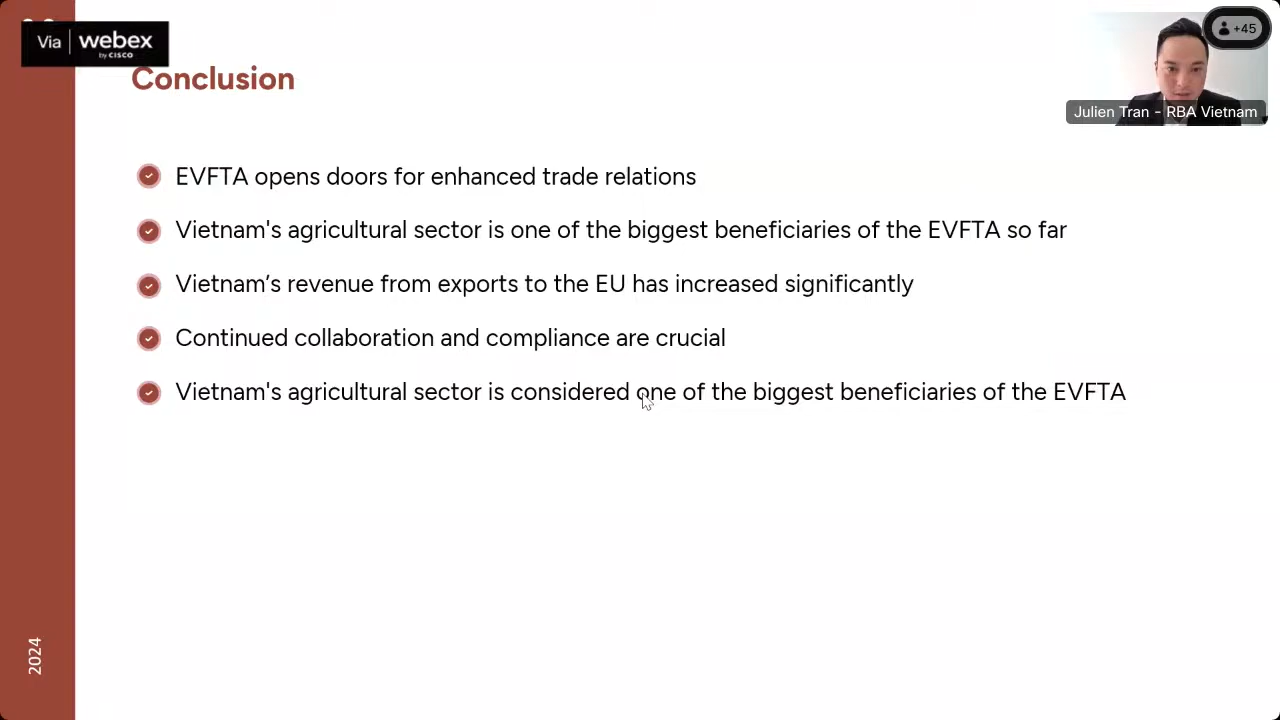 Via webex
by CISCO
+45
Conclusion
Julien Tran - RBA Vietnam
EVFTA opens doors for enhanced trade relations
Vietnam's agricultural sector is one of the biggest beneficiaries of the EVFTA so far
Vietnam’s revenue from exports to the EU has increased significantly
Continued collaboration and compliance are crucial
Vietnam's agricultural sector is considered one of the biggest beneficiaries of the EVFTA
2024